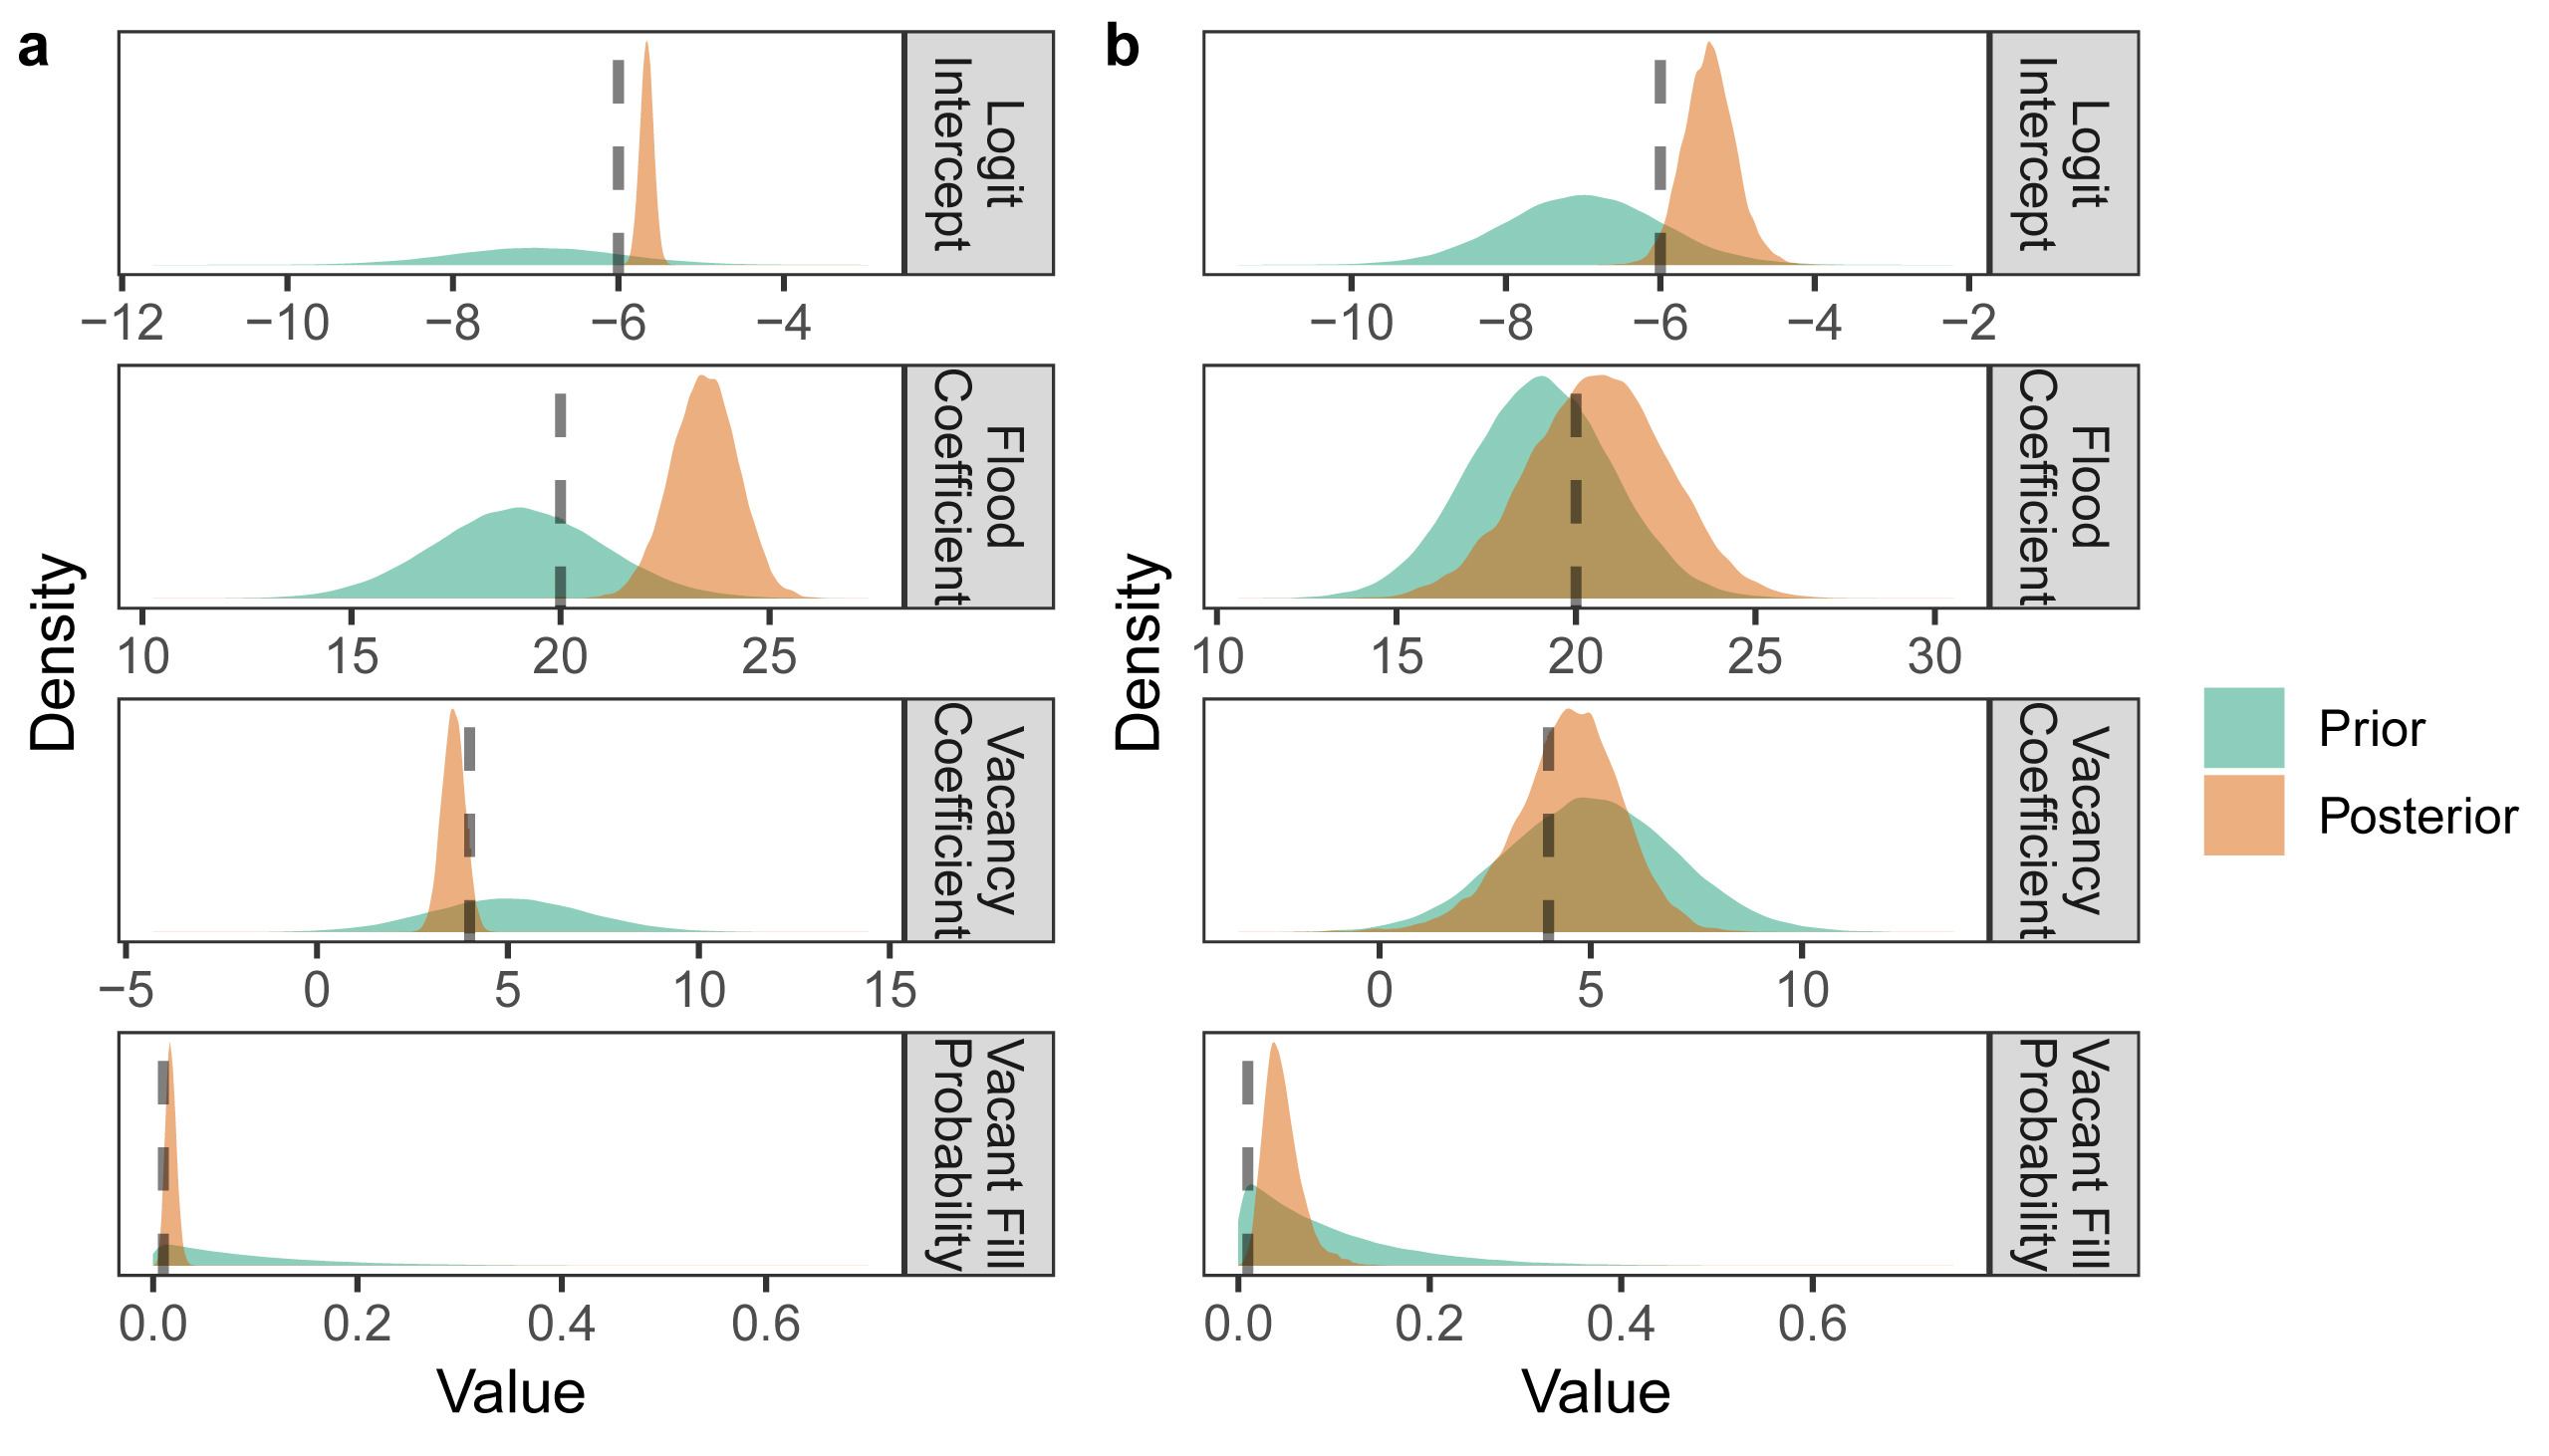 a
Logit
Intercept
−12 −10 −8 −6 −4
Flood
Coefficient
10 15 20 25
Vacancy
Coefficient
−5 0 5 10 15
Vacant Fill
Probability
0.0 0.2 0.4 0.6
Density
Value
b
Logit
Intercept
−10 −8 −6 −4 −2
Flood
Coefficient
10 15 20 25 30
Vacancy
Coefficient
0 5 10
Vacant Fill
Probability
0.0 0.2 0.4 0.6
Density
Value
Prior
Posterior